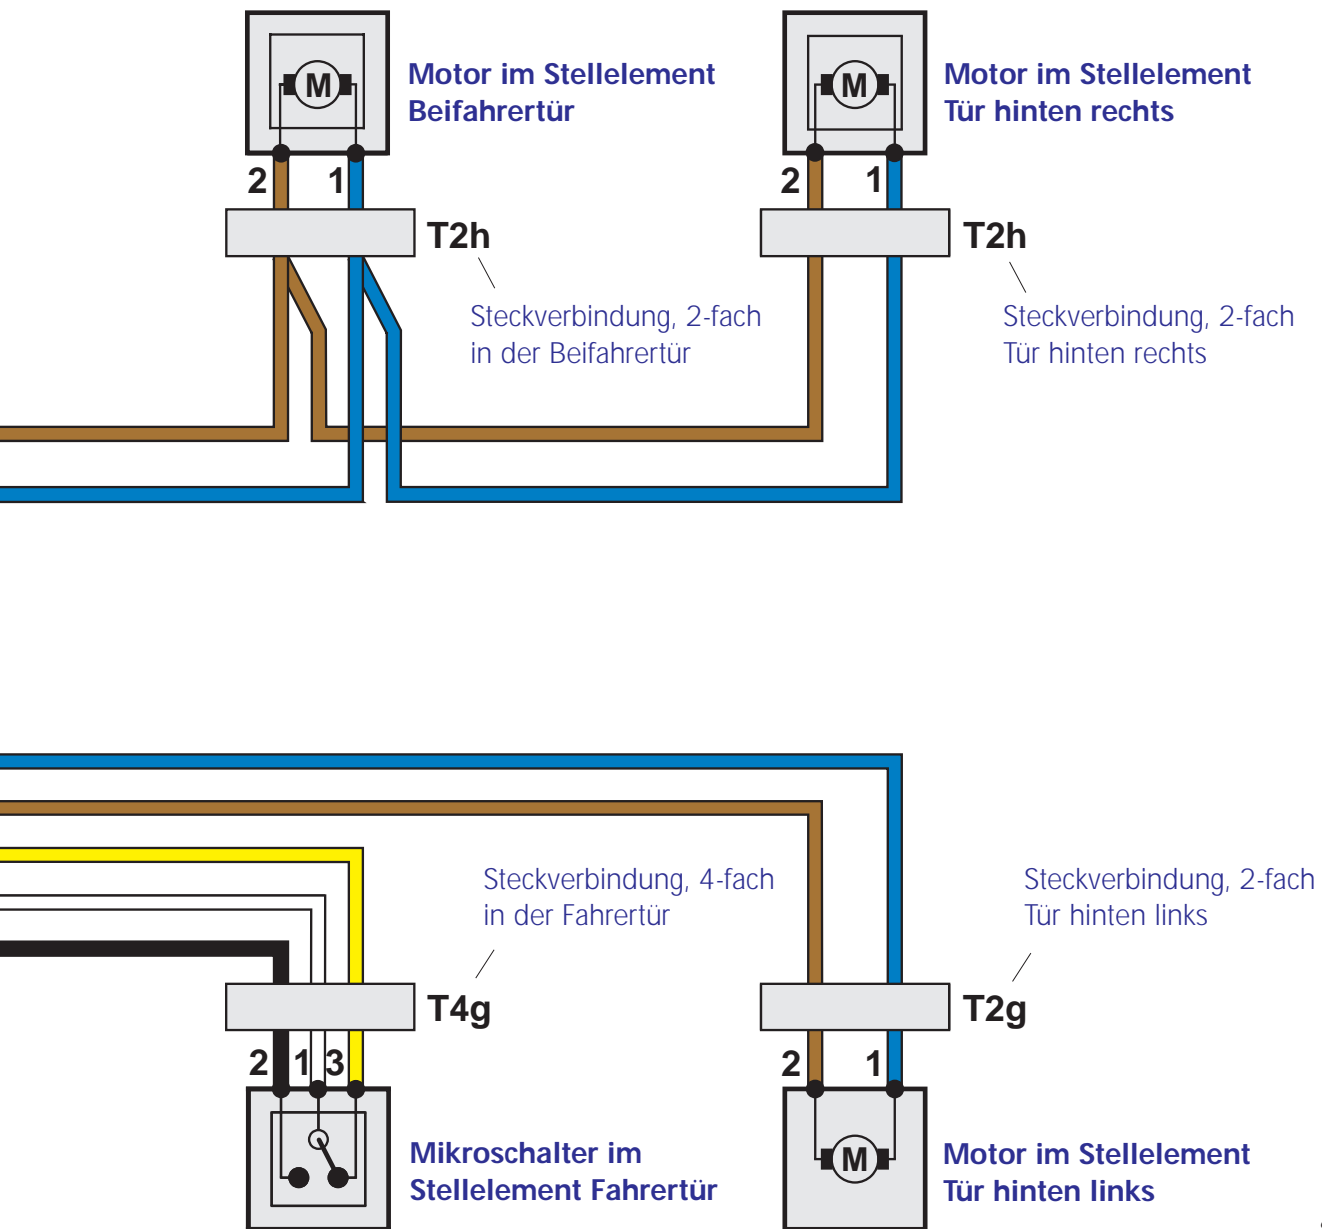 M
Motor im Stellelement
Beifahrertür
2 1
T2h
Steckverbindung, 2-fach
in der Beifahrertür
M
Motor im Stellelement
Tür hinten rechts
2 1
T2h
Steckverbindung, 2-fach
Tür hinten rechts
Steckverbindung, 4-fach
in der Fahrertür
T4g
2 1 3
Mikroschalter im
Stellelement Fahrertür
Steckverbindung, 2-fach
Tür hinten links
T2g
2 1
M
Motor im Stellelement
Tür hinten links